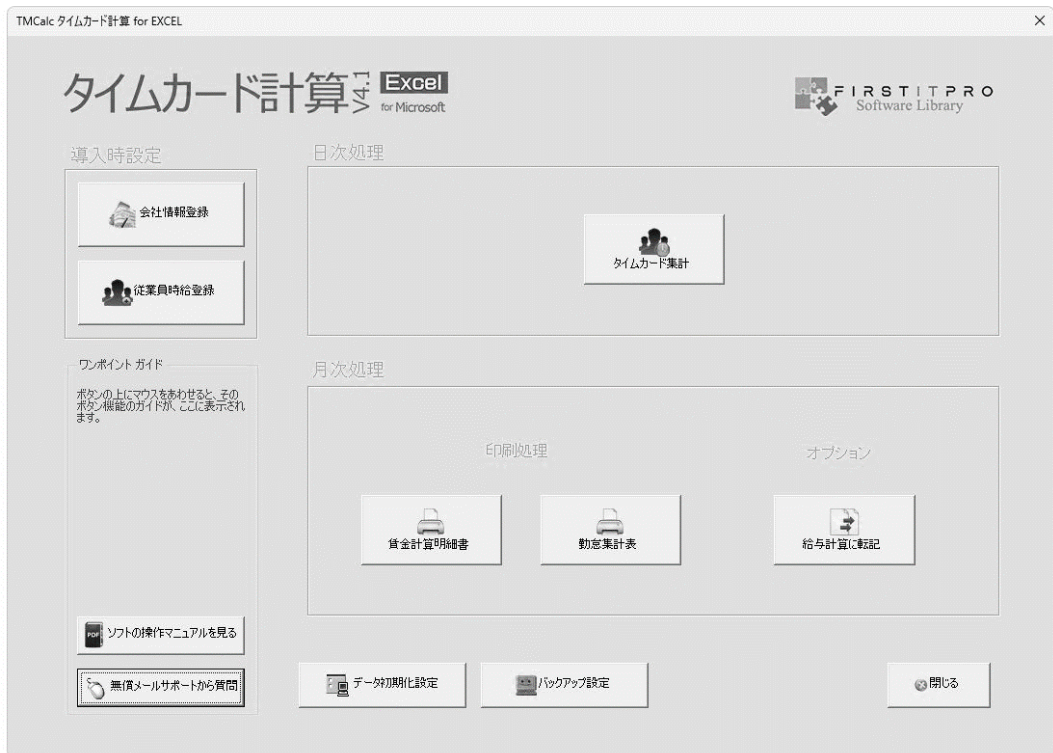 TMCalc タイムカード計算 for EXCEL
タイムカード計算 V4.1 Excel
for Microsoft
FIRSTITPRO
Software Library
導入時設定
会社情報登録
従業員時給登録
日次処理
タイムカード集計
ワンポイント ガイド
ボタンの上にマウスをあわせると、その
ボタン機能のガイドが、ここに表示され
ます。
月次処理
印刷処理
オプション
賃金計算明細書
勤怠集計表
給与計算に転記
PDF
ソフトの操作マニュアルを見る
無償メールサポートから質問
データ初期化設定
バックアップ設定
閉じる